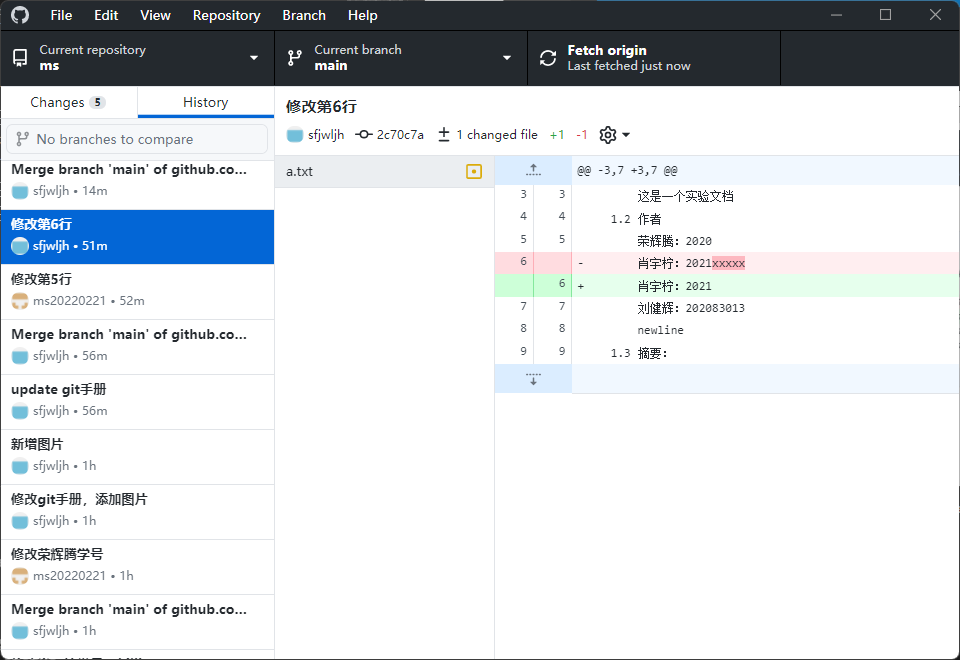 File Edit View Repository Branch Help
Current repository
ms
Current branch
main
Fetch origin
Last fetched just now
Changes 5 History
No branches to compare
Merge branch 'main' of github.co...
sfjwljh • 14m
修改第6行
sfjwljh • 51m
修改第5行
ms20220221 • 52m
Merge branch 'main' of github.co...
sfjwljh • 56m
update git手册
sfjwljh • 56m
新增图片
sfjwljh • 1h
修改git手册，添加图片
sfjwljh • 1h
修改荣辉腾学号
ms20220221 • 1h
Merge branch 'main' of github.co...
sfjwljh • 1h
修改第6行
sfjwljh 2c70c7a 1 changed file +1 -1
a.txt
@@ -3,7 +3,7 @@
3 3 这是一个实验文档
4 4 1.2 作者
5 5 荣辉腾：2020
6 - 肖宇柠：2021xxxxx
6 + 肖宇柠：2021
7 7 刘健辉：202083013
8 8 newline
9 9 1.3 摘要：